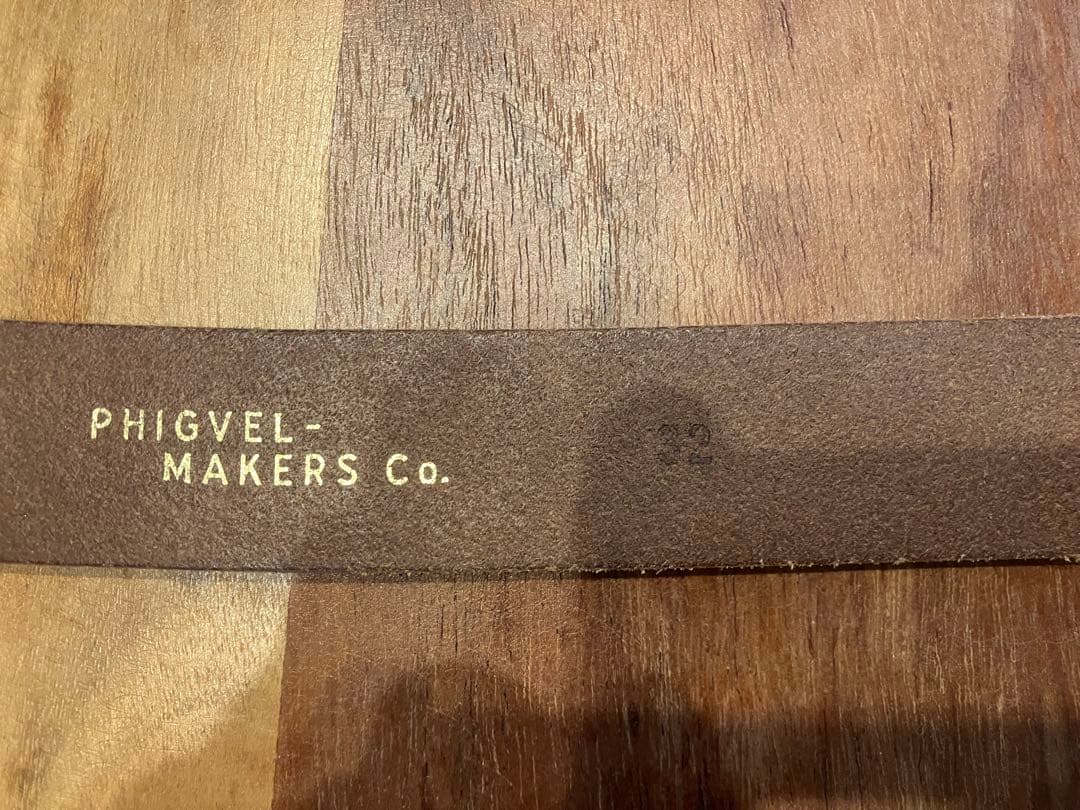 PHIGVEL-
MAKERS Co.
32